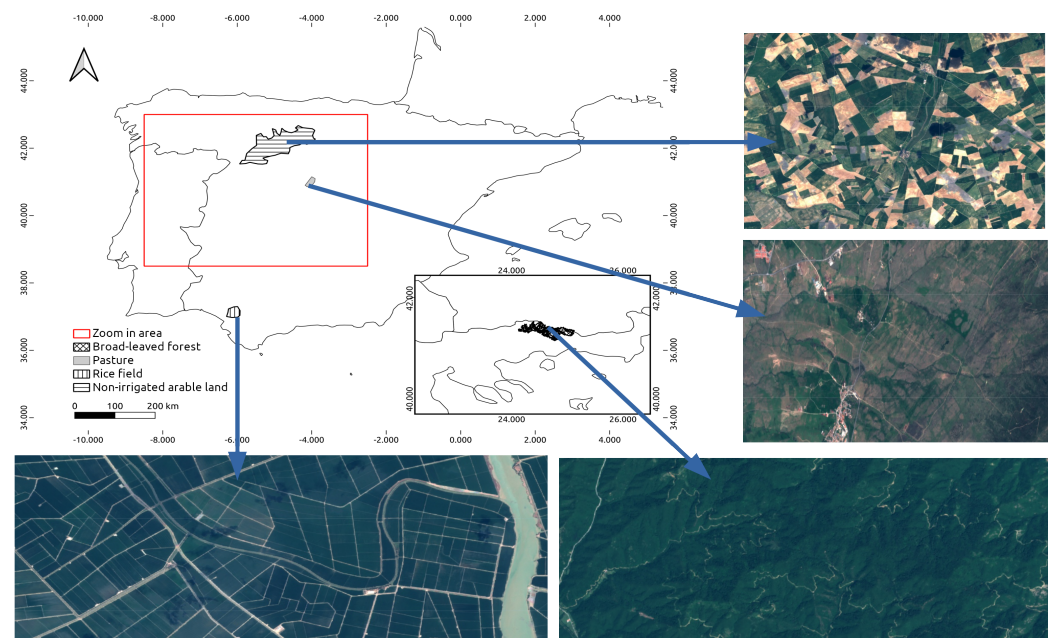 -10.000 -8.000 -6.000 -4.000 -2.000 0.000 2.000 4.000
44.000 44.000
42.000 42.000
40.000 40.000
38.000 38.000
36.000 36.000
34.000 34.000
24.000 26.000
42.000 42.000
40.000 40.000
24.000 26.000
Zoom in area
Broad-leaved forest
Pasture
Rice field
Non-irrigated arable land
0 100 200 km
-10.000 -8.000 -6.000 -4.000 -2.000 0.000 2.000 4.000